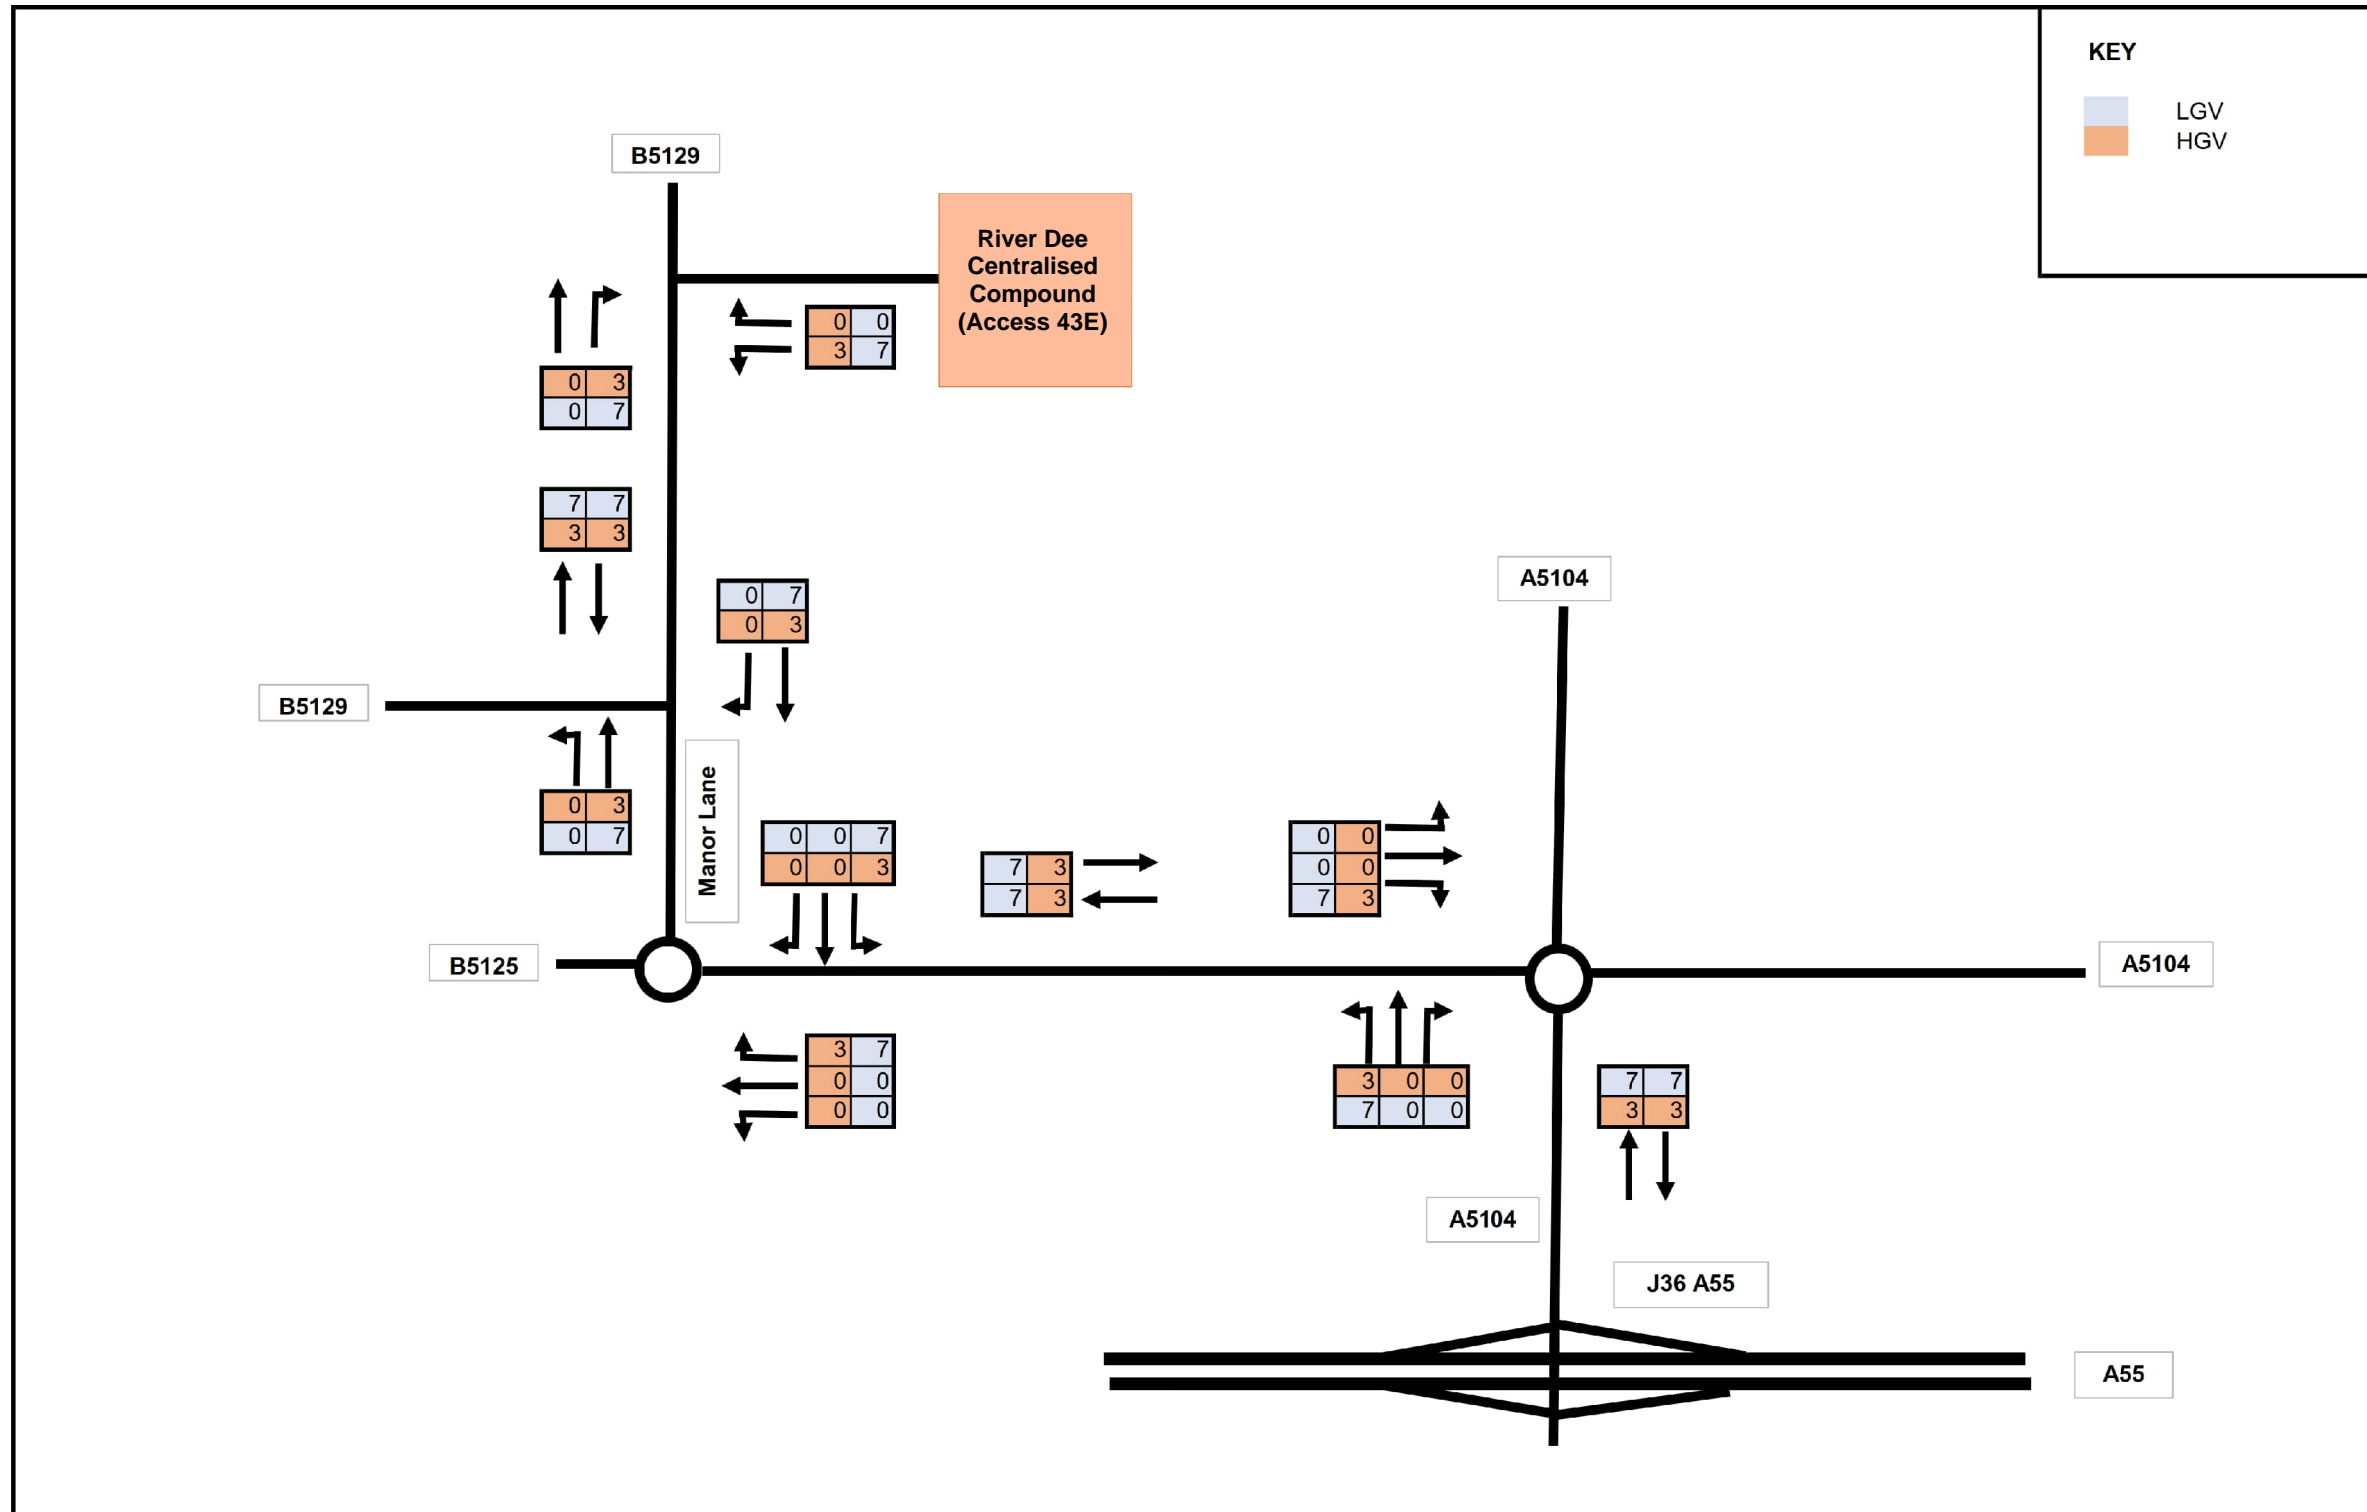 KEY
LGV
HGV
B5129
River Dee
Centralised
Compound
(Access 43E)
0 0
3 7
0 3
0 7
7 7
3 3
0 7
0 3
A5104
B5129
Manor Lane
0 3
0 7
0 0 7
0 0 3
7 3
7 3
0 0
0 0
7 3
B5125
A5104
3 7
0 0
0 0
3 0 0
7 0 0
7 7
3 3
A5104
J36 A55
A55